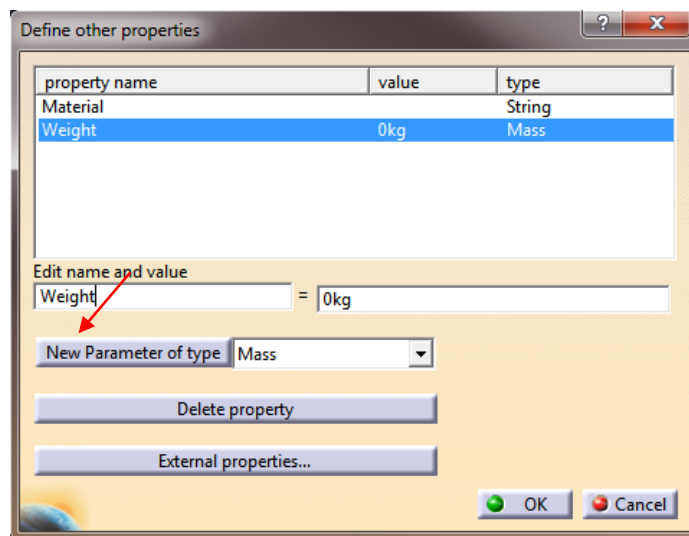 Define other properties ? X
property name value type
Material String
Weight 0kg Mass
Edit name and value
Weight = 0kg
New Parameter of type Mass
Delete property
External properties...
OK Cancel